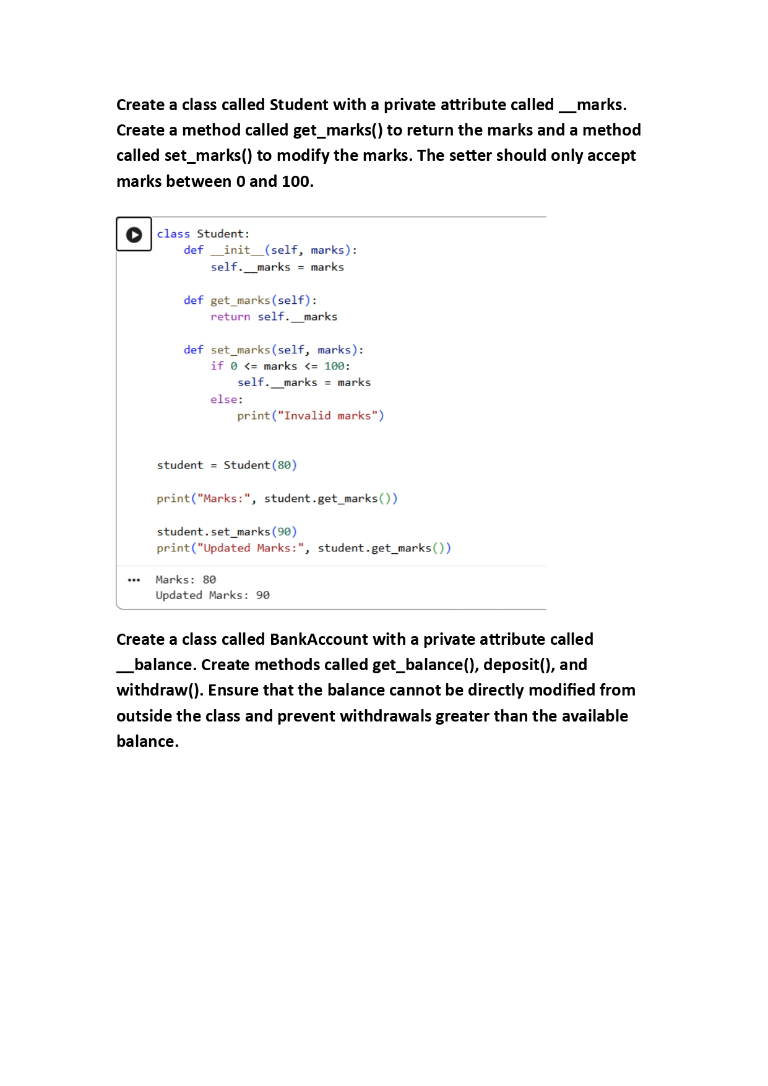 Create a class called Student with a private attribute called __marks.
Create a method called get_marks() to return the marks and a method
called set_marks() to modify the marks. The setter should only accept
marks between 0 and 100.
class Student:
    def __init__(self, marks):
        self.__marks = marks
    def get_marks(self):
        return self.__marks
    def set_marks(self, marks):
        if 0 <= marks <= 100:
            self.__marks = marks
        else:
            print("Invalid marks")
student = Student(80)
print("Marks:", student.get_marks())
student.set_marks(90)
print("Updated Marks:", student.get_marks())
••• Marks: 80
Updated Marks: 90
Create a class called BankAccount with a private attribute called
__balance. Create methods called get_balance(), deposit(), and
withdraw(). Ensure that the balance cannot be directly modified from
outside the class and prevent withdrawals greater than the available
balance.